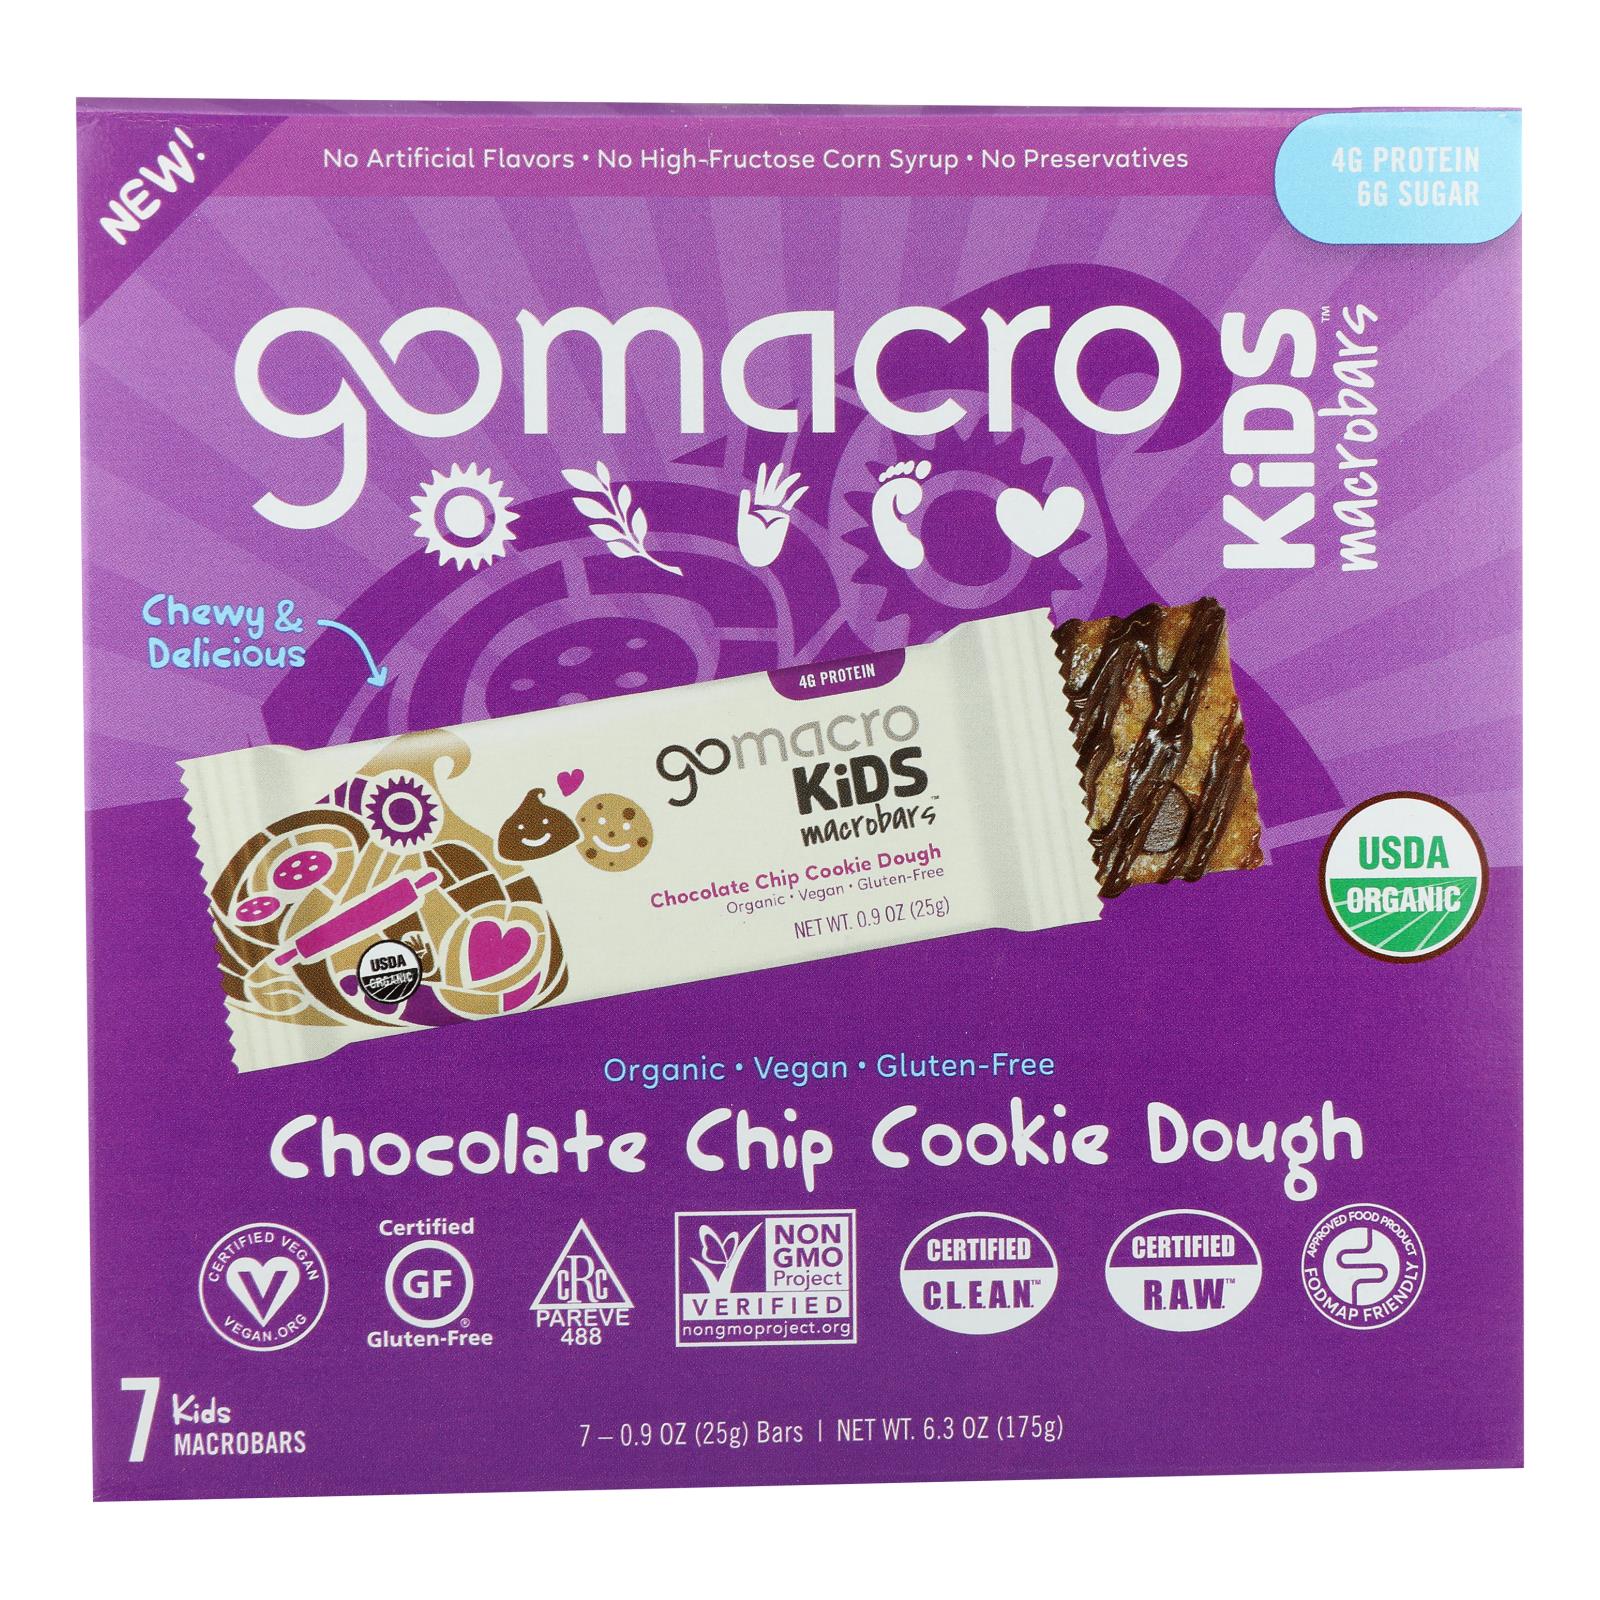 NEW!
No Artificial Flavors • No High-Fructose Corn Syrup • No Preservatives
4G PROTEIN
6G SUGAR
gomacro
KiDS™
macrobars
Chewy &
Delicious
4G PROTEIN
gomacro
KiDS
macrobars™
Chocolate Chip Cookie Dough
Organic • Vegan • Gluten-Free
NET WT. 0.9 OZ (25g)
USDA
ORGANIC
USDA
ORGANIC
Organic • Vegan • Gluten-Free
Chocolate Chip Cookie Dough
CERTIFIED VEGAN
V
VEGAN.ORG
Certified
GF®
Gluten-Free
CRC
PAREVE
488
NON
GMO
Project
VERIFIED
nongmoproject.org
CERTIFIED
C.L.E.A.N.™
CERTIFIED
R.A.W.™
APPROVED FOOD PRODUCT
FODMAP FRIENDLY
7 Kids
MACROBARS
7 – 0.9 OZ (25g) Bars | NET WT. 6.3 OZ (175g)